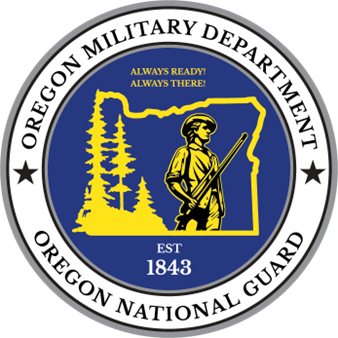 OREGON MILITARY DEPARTMENT
ALWAYS READY!
ALWAYS THERE!
EST
1843
OREGON NATIONAL GUARD